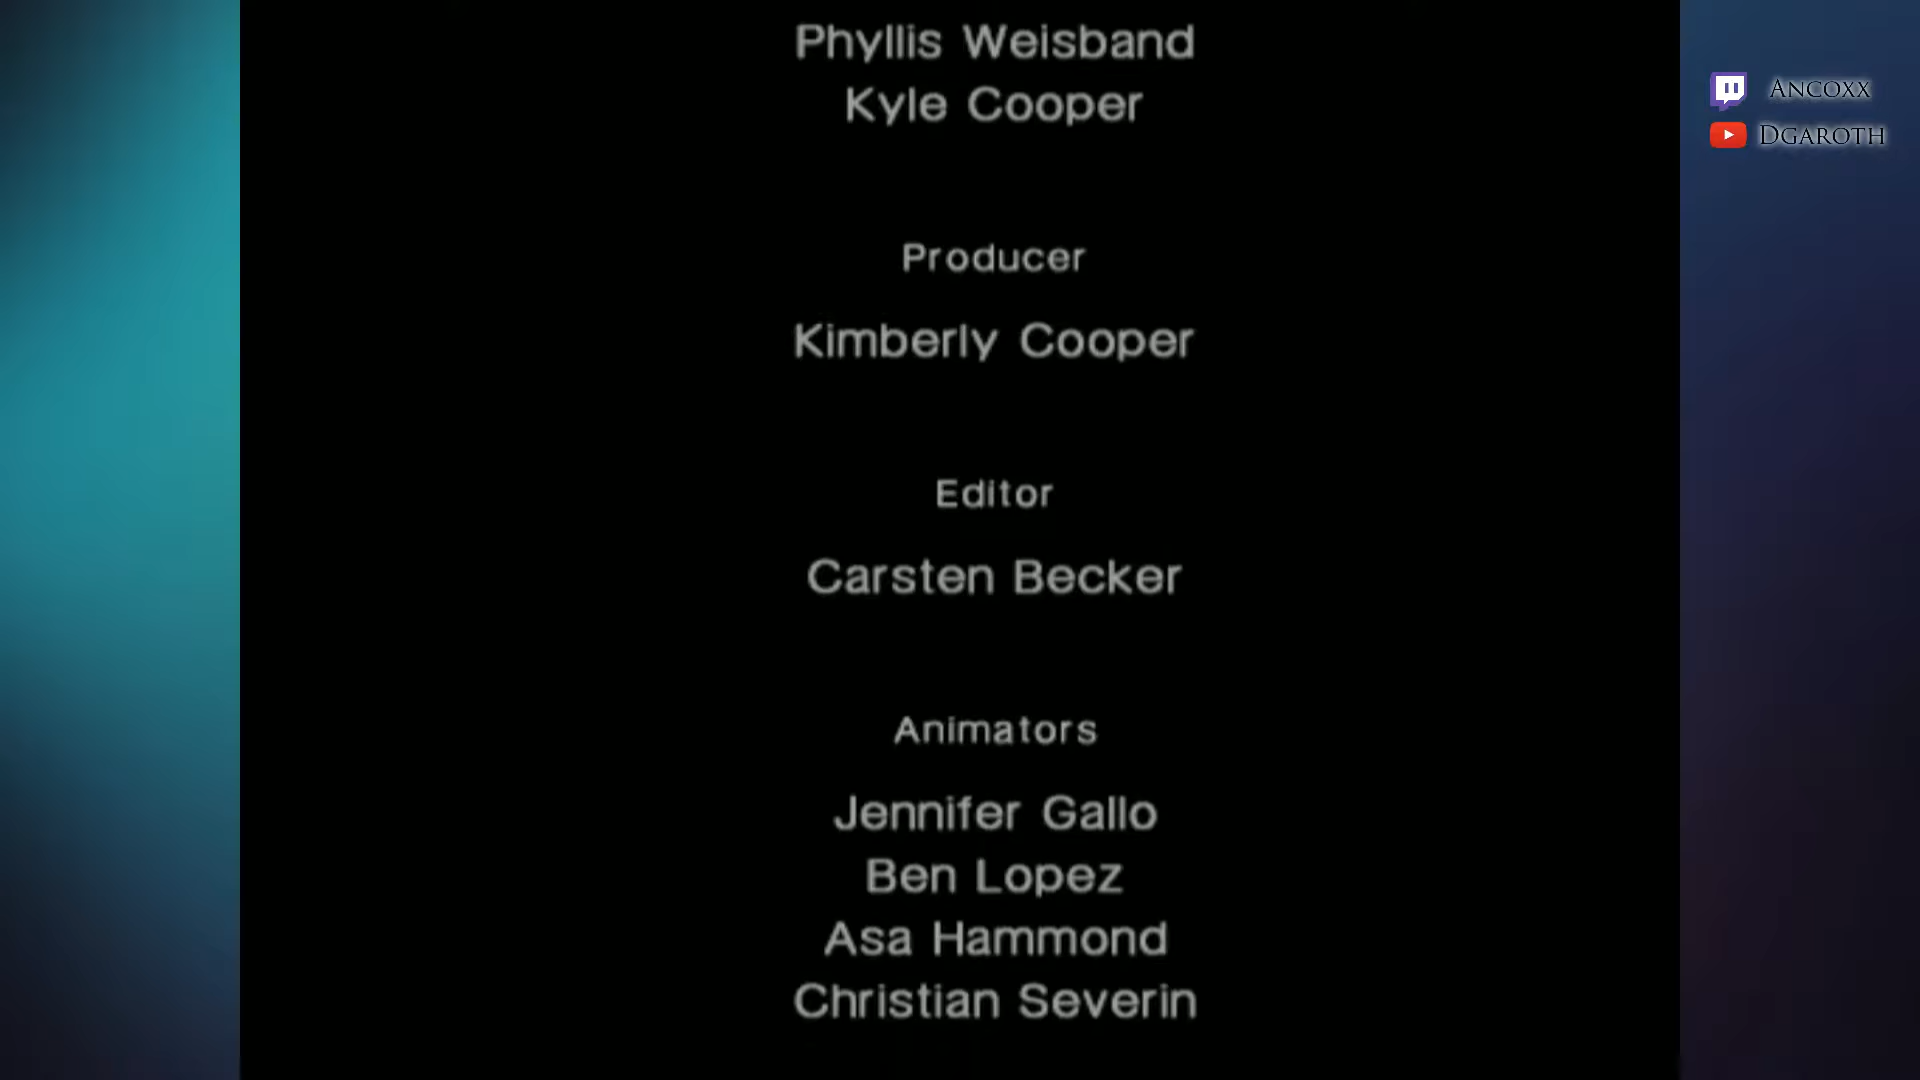 Phyllis Weisband
Kyle Cooper
Producer
Kimberly Cooper
Editor
Carsten Becker
Animators
Jennifer Gallo
Ben Lopez
Asa Hammond
Christian Severin
Ancoxx
Dgaroth